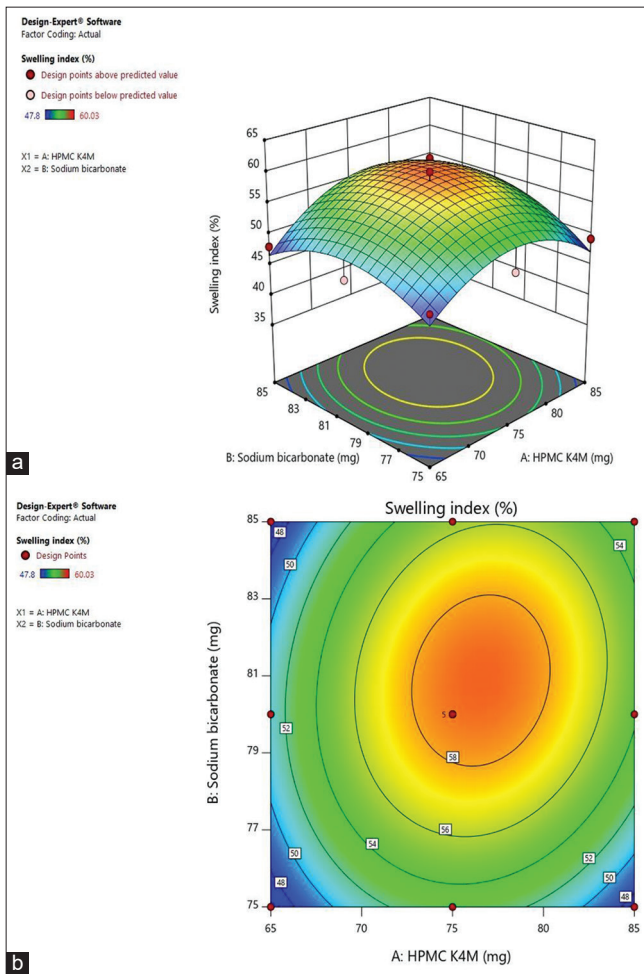 Design-Expert® Software
Factor Coding: Actual
Swelling index (%)
Design points above predicted value
Design points below predicted value
47.8 60.03
X1 = A: HPMC K4M
X2 = B: Sodium bicarbonate
65
60
55
50
45
40
35
Swelling index (%)
85
83
81
79
77
75
65
70
75
80
85
B: Sodium bicarbonate (mg)
A: HPMC K4M (mg)
a
Design-Expert® Software
Factor Coding: Actual
Swelling index (%)
Design Points
47.8 60.03
X1 = A: HPMC K4M
X2 = B: Sodium bicarbonate
Swelling index (%)
85
83
81
79
77
75
B: Sodium bicarbonate (mg)
48
50
54
52
5
58
56
54
50
48
52
50
48
65
70
75
80
85
A: HPMC K4M (mg)
b